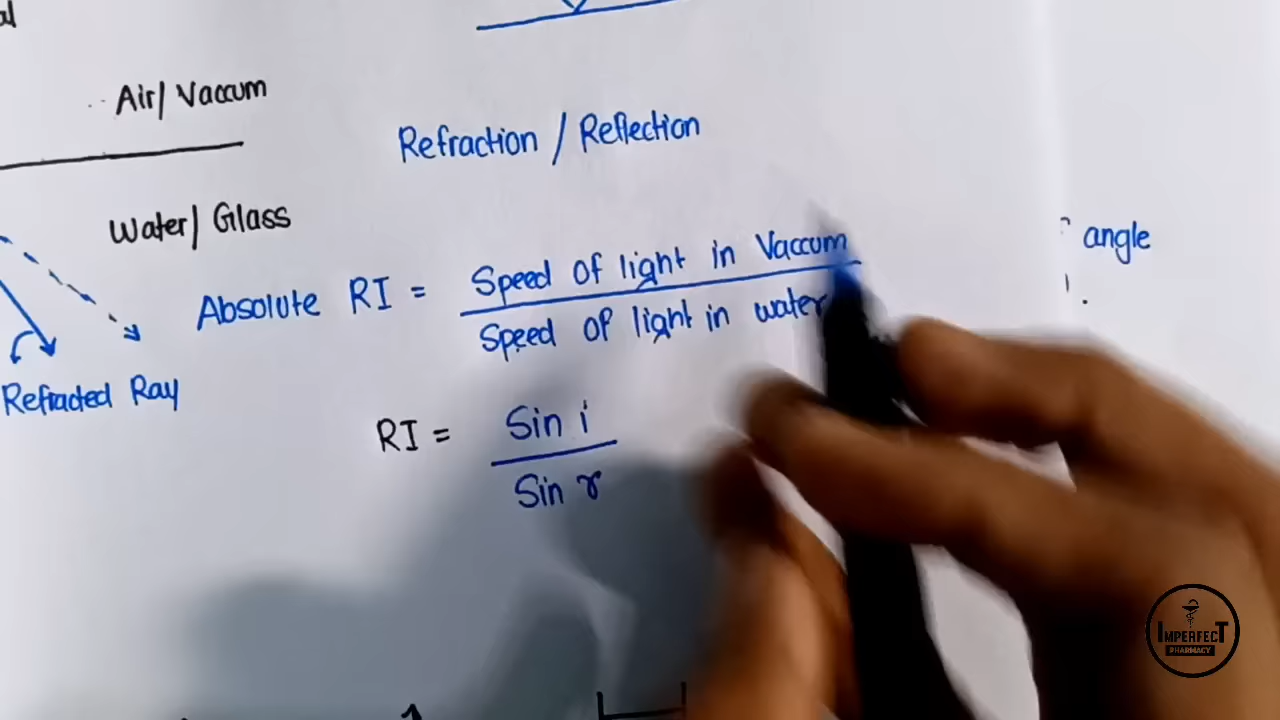 al
Air/ Vaccum
Refraction / Reflection
Water/ Glass
angle
Absolute RI = Speed of light in Vaccum
Speed of light in water
Refracted Ray
RI = Sin i
Sin r
IMPERFECT
PHARMACY